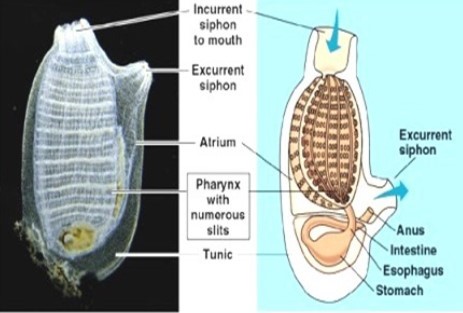 Incurrent
siphon
to mouth
Excurrent
siphon
Atrium
Pharynx
with
numerous
slits
Tunic
Excurrent
siphon
Anus
Intestine
Esophagus
Stomach